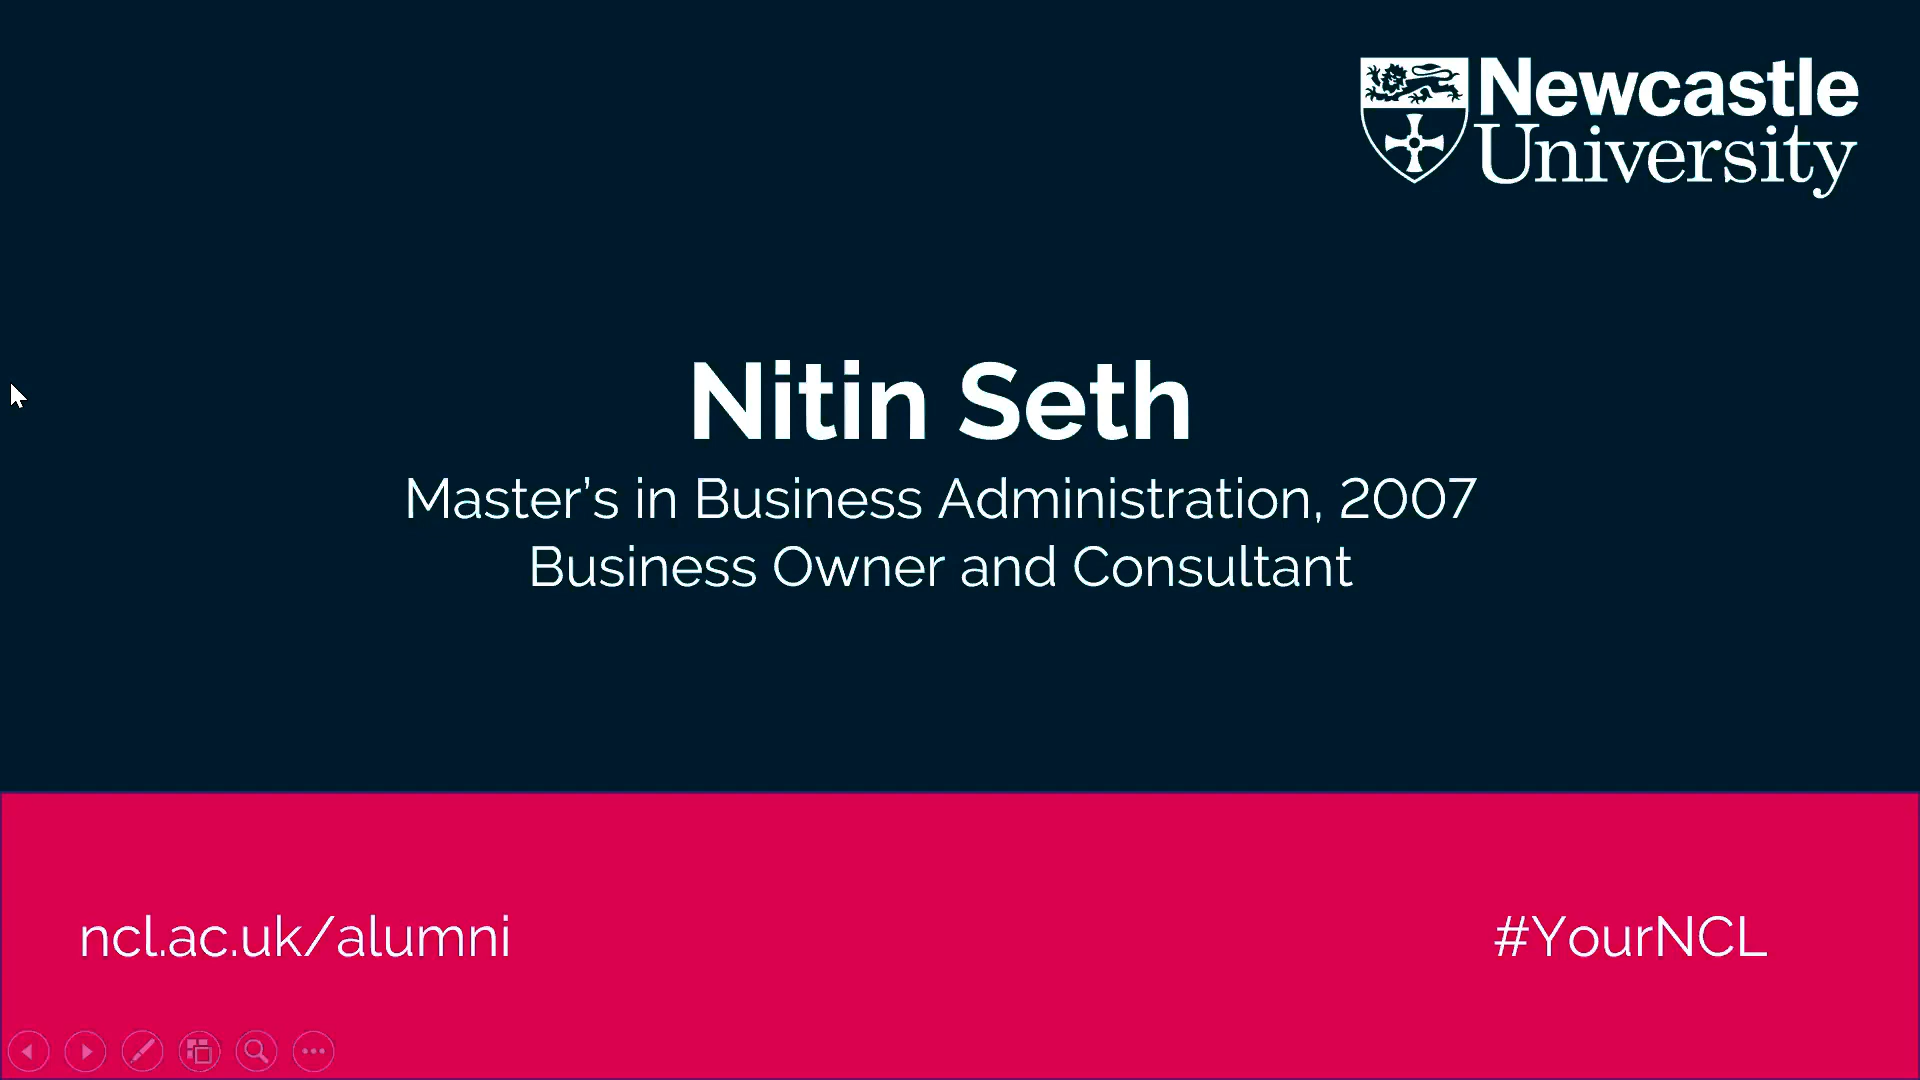 Newcastle
University
Nitin Seth
Master’s in Business Administration, 2007
Business Owner and Consultant
ncl.ac.uk/alumni
#YourNCL